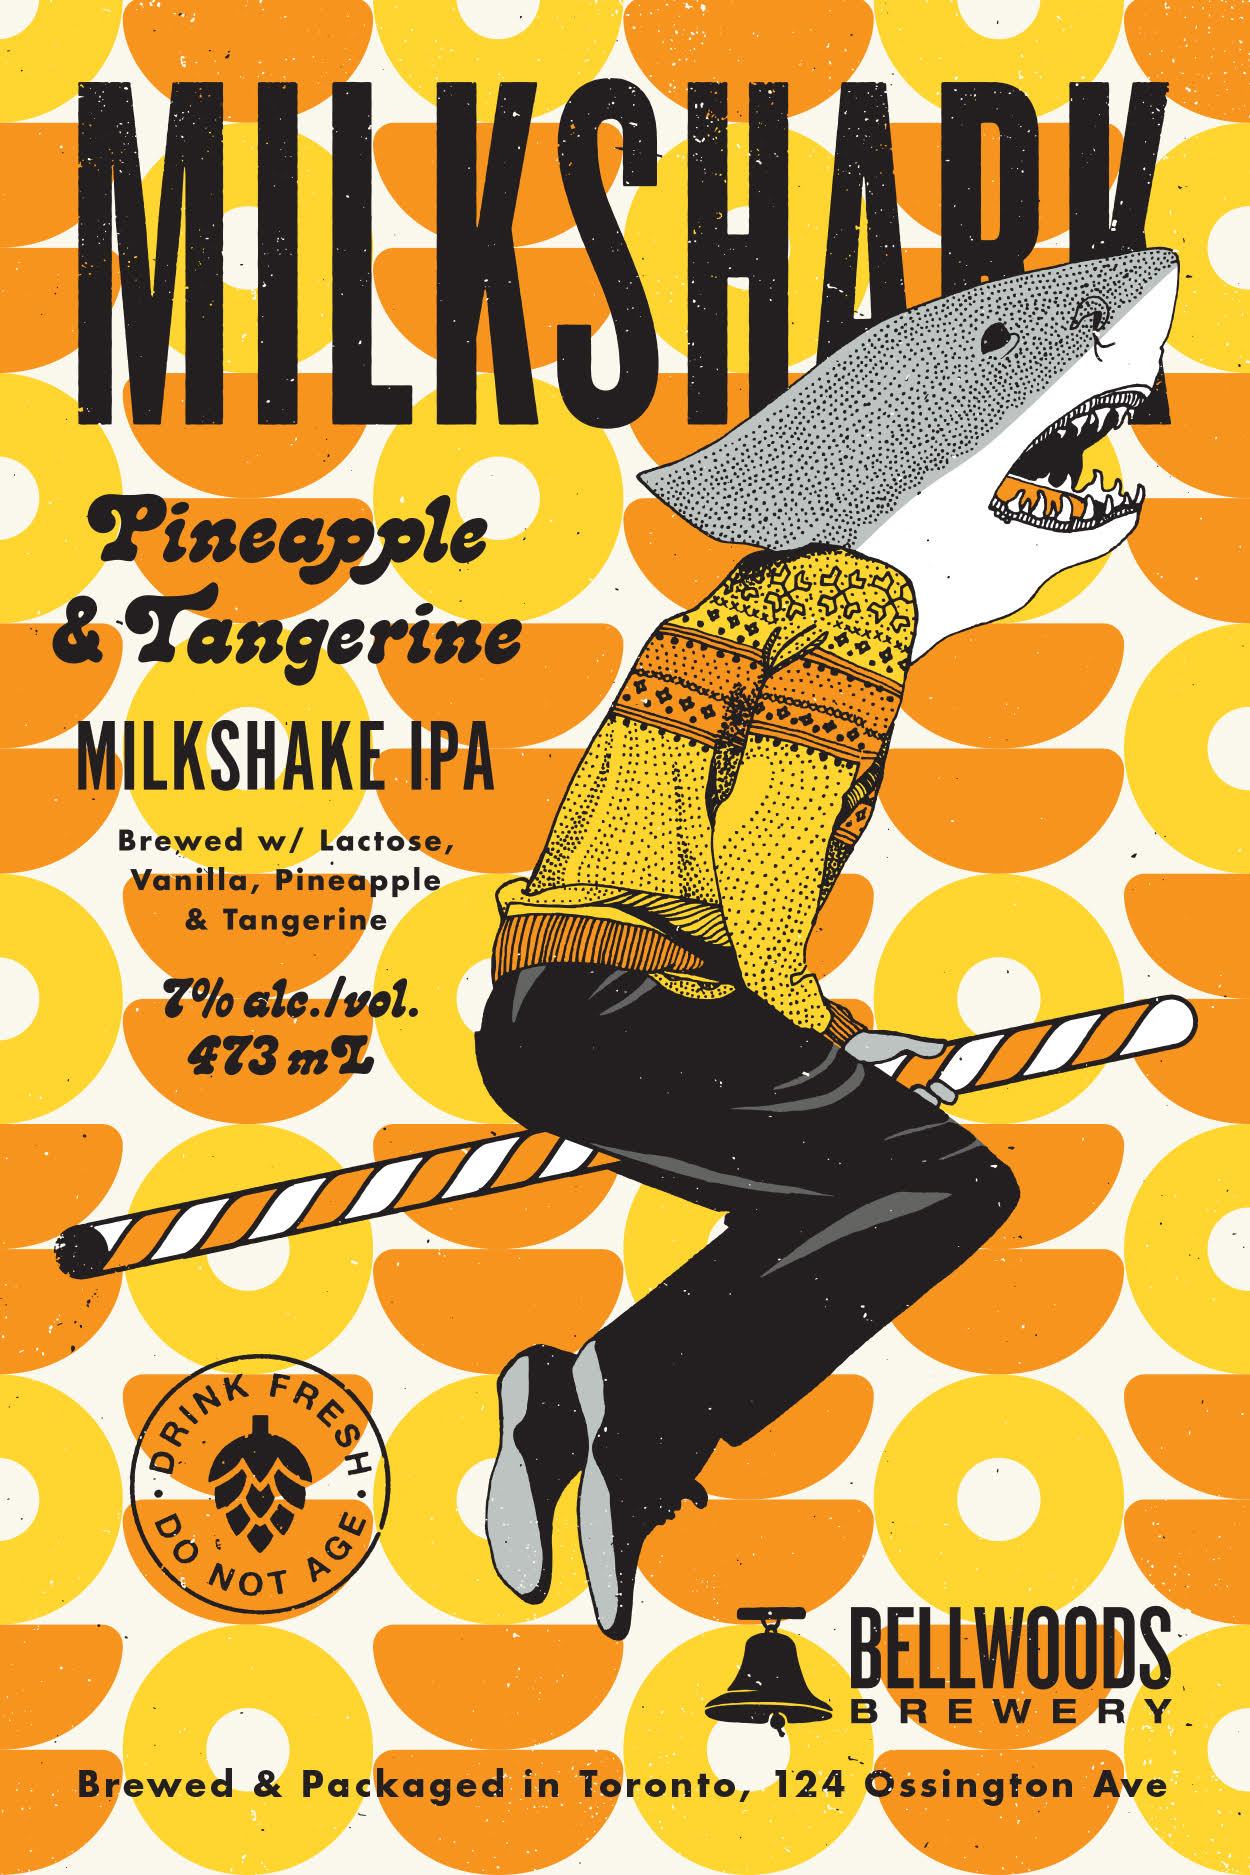 MILKSHARK
Pineapple
& Tangerine
MILKSHAKE IPA
Brewed w/ Lactose,
Vanilla, Pineapple
& Tangerine
7% alc./vol.
473 mL
DRINK FRESH
DO NOT AGE
BELLWOODS
BREWERY
Brewed & Packaged in Toronto, 124 Ossington Ave